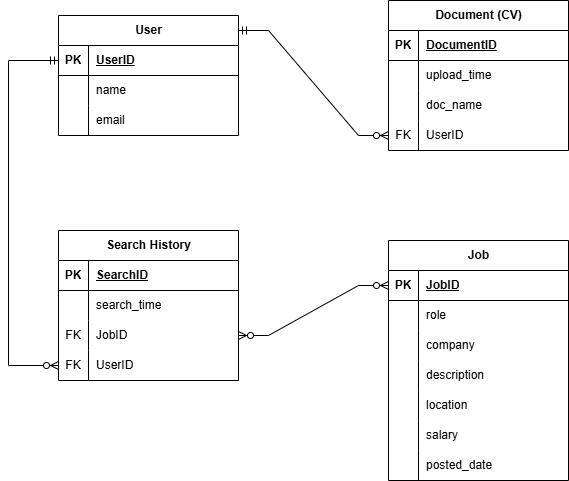 User
PK UserID
name
email
Document (CV)
PK DocumentID
upload_time
doc_name
FK UserID
Search History
PK SearchID
search_time
FK JobID
FK UserID
Job
PK JobID
role
company
description
location
salary
posted_date